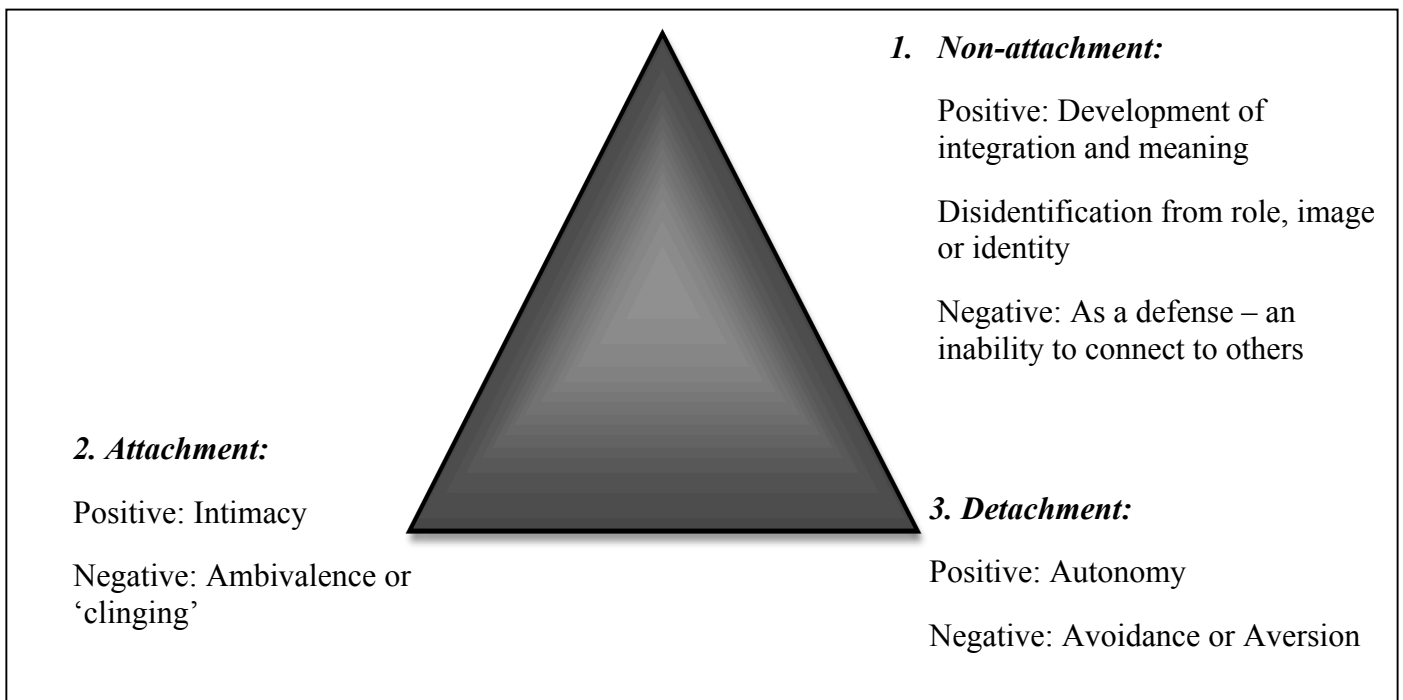 1. Non-attachment:
Positive: Development of
integration and meaning
Disidentification from role, image
or identity
Negative: As a defense – an
inability to connect to others
2. Attachment:
Positive: Intimacy
Negative: Ambivalence or
‘clinging’
3. Detachment:
Positive: Autonomy
Negative: Avoidance or Aversion